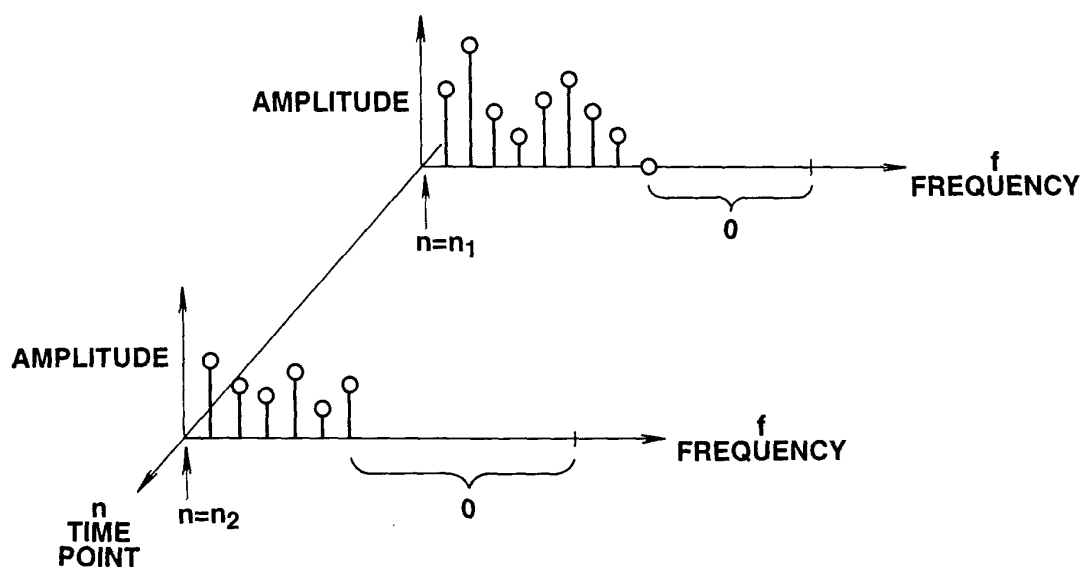 AMPLITUDE
f
FREQUENCY
0
n=n1
AMPLITUDE
f
FREQUENCY
0
n=n2
n
TIME
POINT